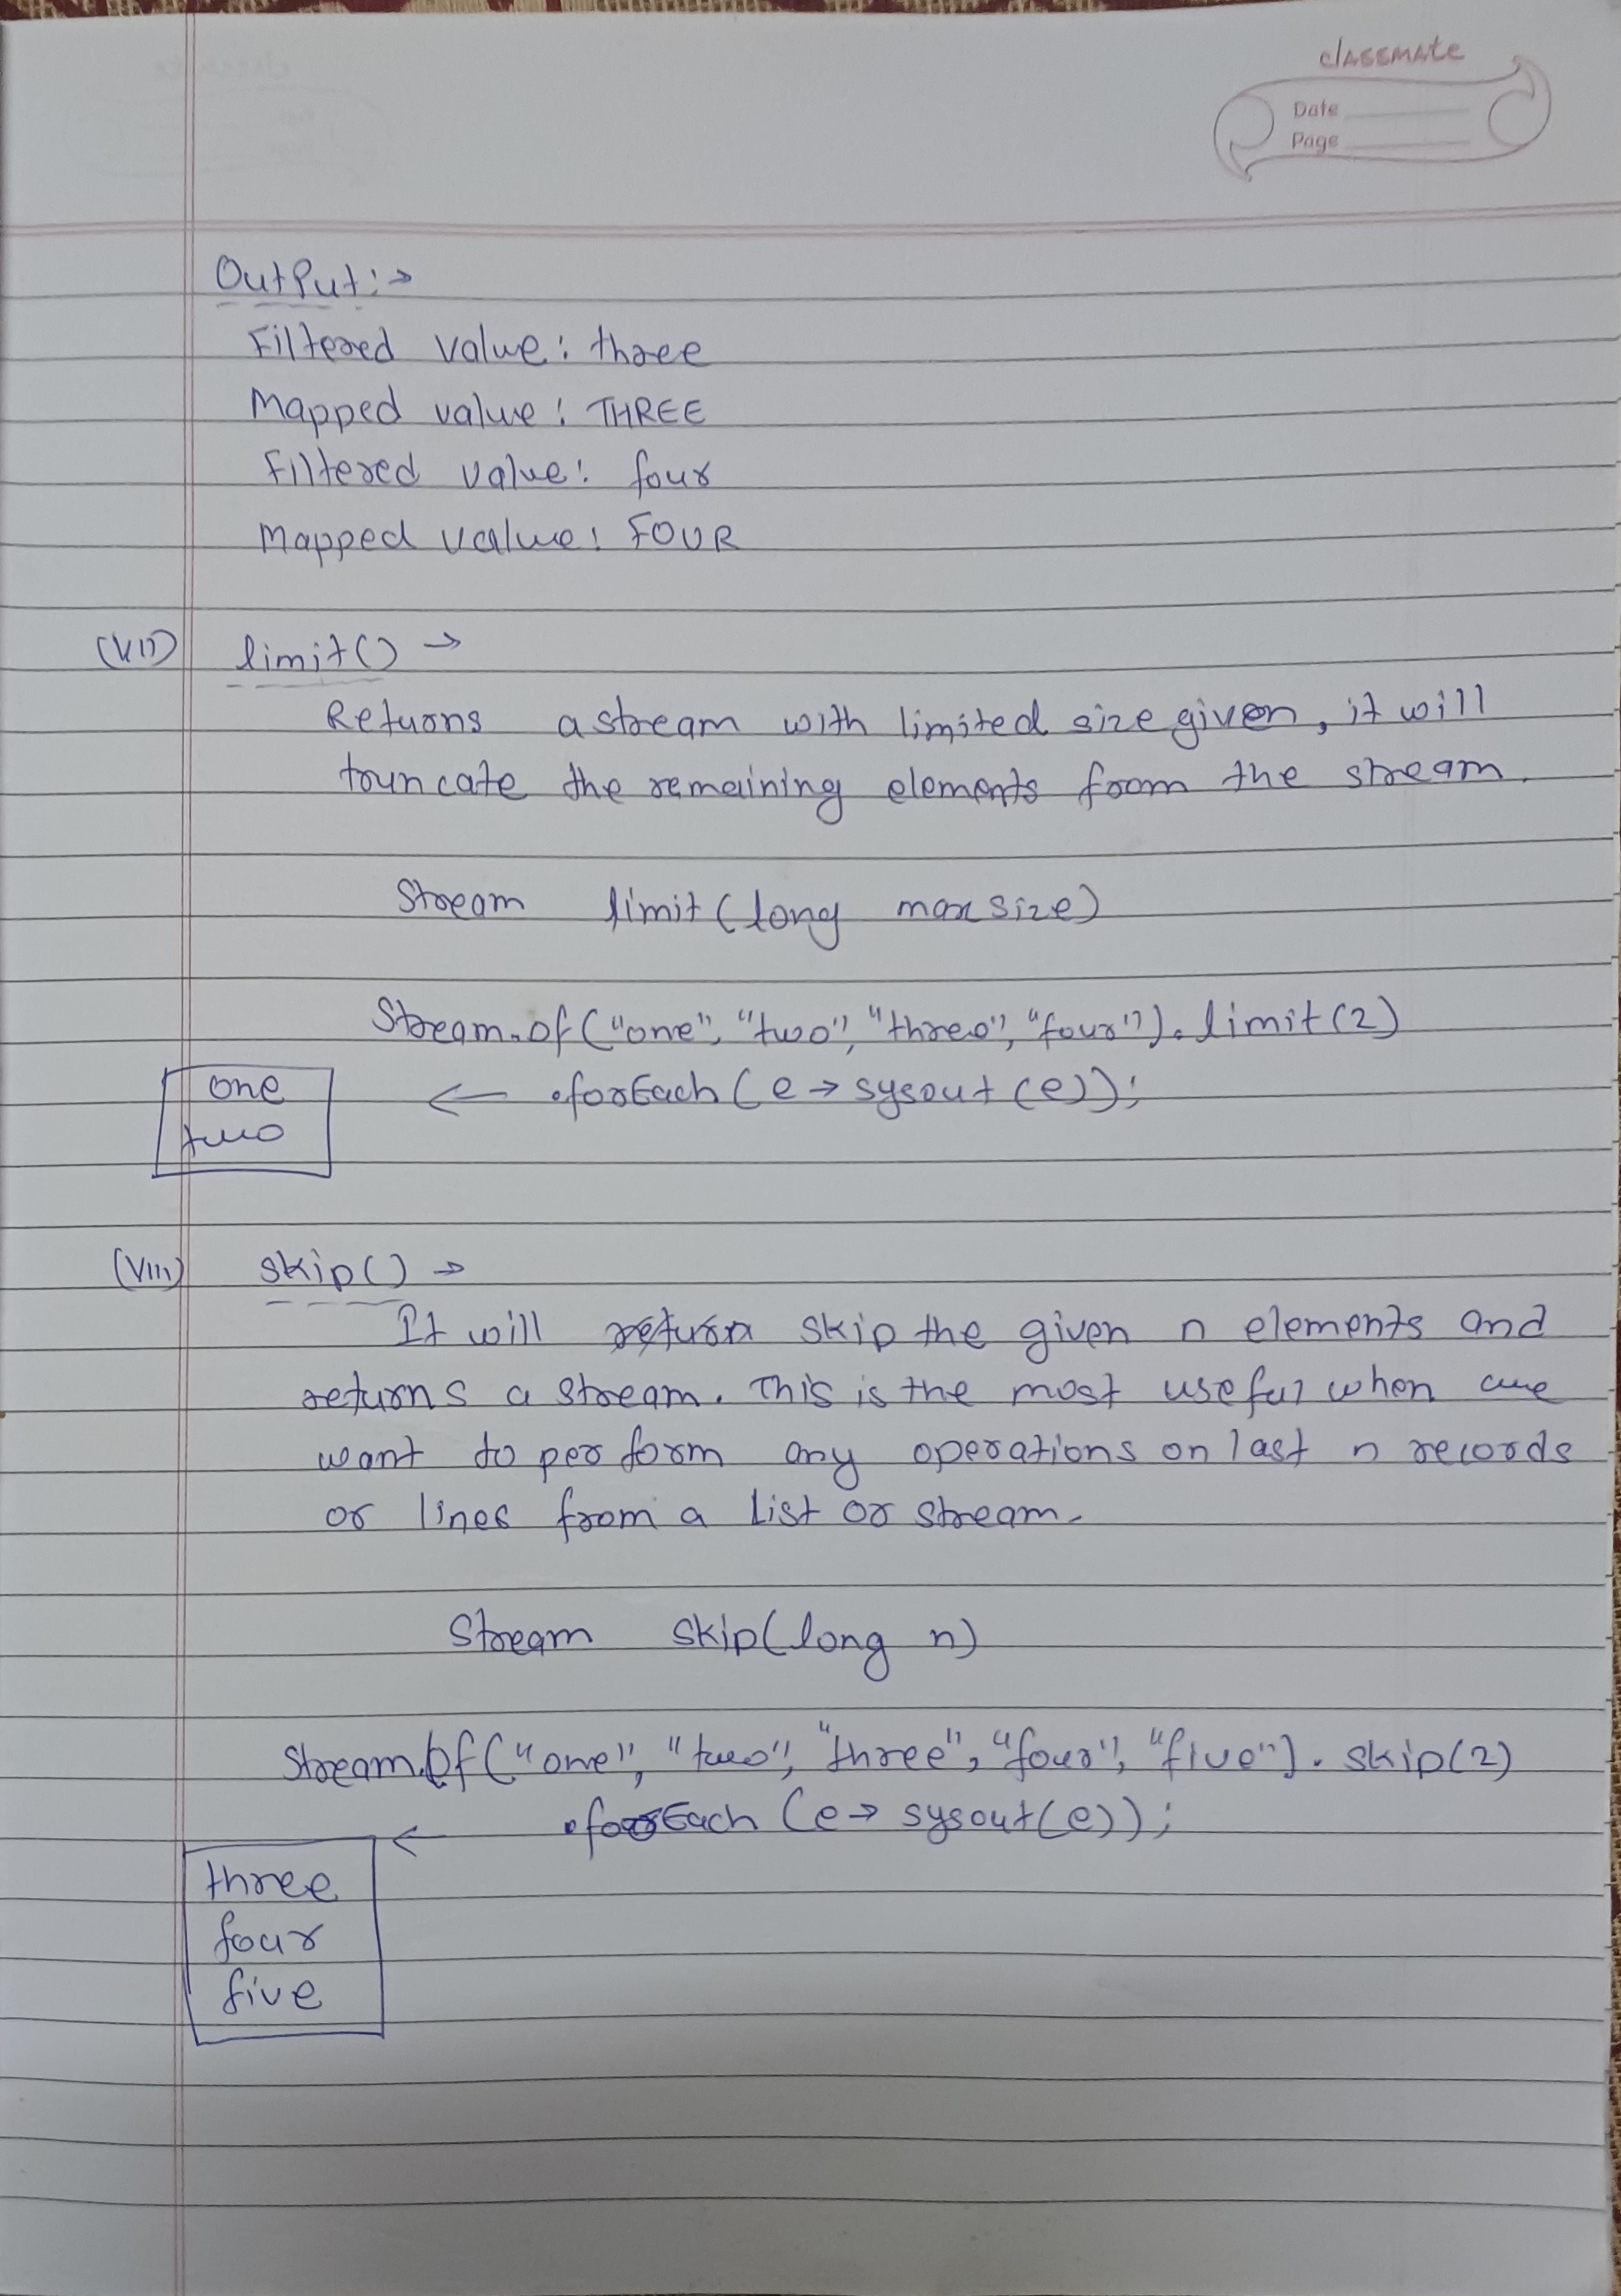 classmate
Date
Page
Output :→
Filtered value : three
Mapped value : THREE
Filtered value : four
Mapped value : FOUR
(VII) limit() →
Returns a stream with limited size given, it will
truncate the remaining elements from the stream.
Stream limit(long maxsize)
Stream.of("one", "two", "three", "four").limit(2)
one ← .forEach(e → sysout(e));
two
(VIII) skip() →
It will return skip the given n elements and
returns a stream. This is the most useful when we
want to perform any operations on last n records
or lines from a List or stream.
Stream skip(long n)
Stream.of("one", "two", "three", "four", "five").skip(2)
← .forEach(e → sysout(e));
three
four
five